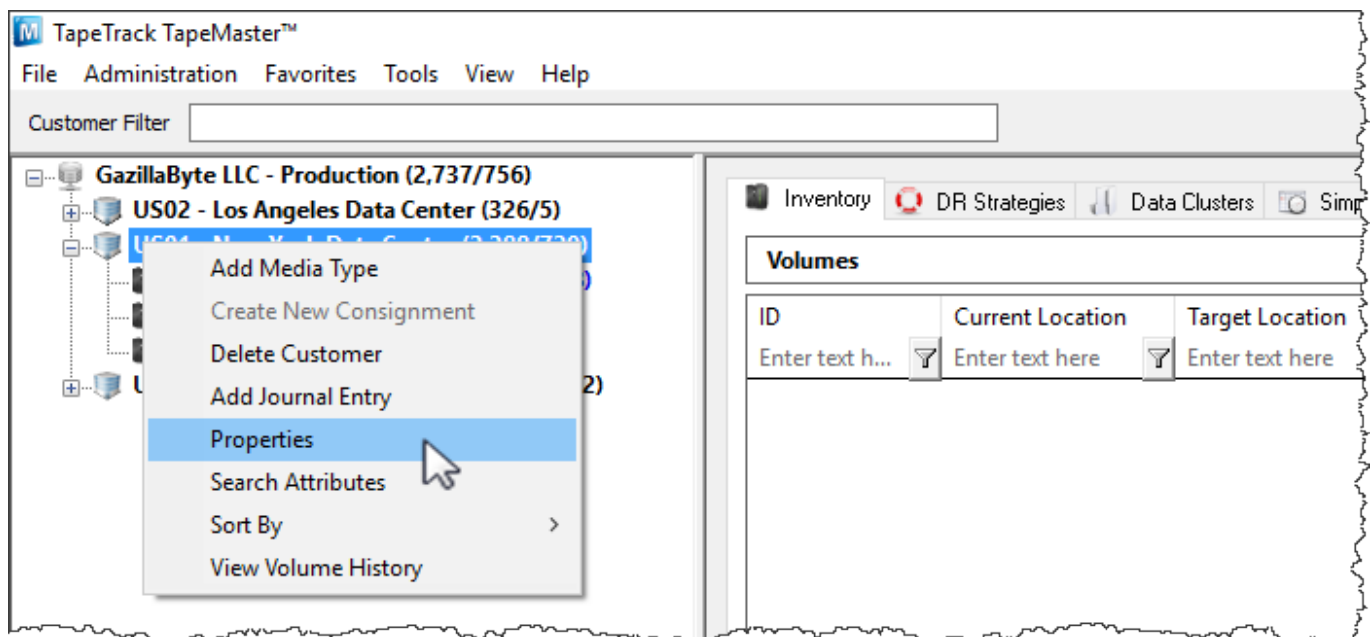 TapeTrack TapeMaster™
File Administration Favorites Tools View Help
Customer Filter
GazillaByte LLC - Production (2,737/756)
US02 - Los Angeles Data Center (326/5)
Inventory DR Strategies Data Clusters
Volumes
ID Current Location Target Location
Enter text h... Enter text here Enter text here
Add Media Type
Create New Consignment
Delete Customer
Add Journal Entry
Properties
Search Attributes
Sort By >
View Volume History
2)